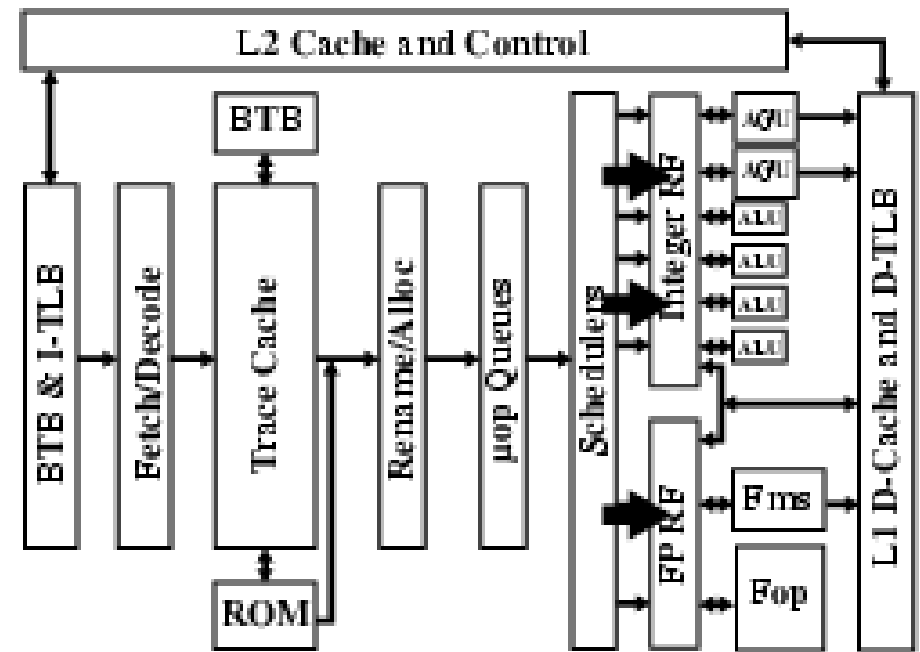 L2 Cache and Control
BTB
BTB & I-TLB
Fetch/Decode
Trace Cache
ROM
Rename/Alloc
µop Queues
Schedulers
Integer RF
FP RF
AGU
AGU
ALU
ALU
ALU
ALU
Fms
Fop
L1 D-Cache and D-TLB